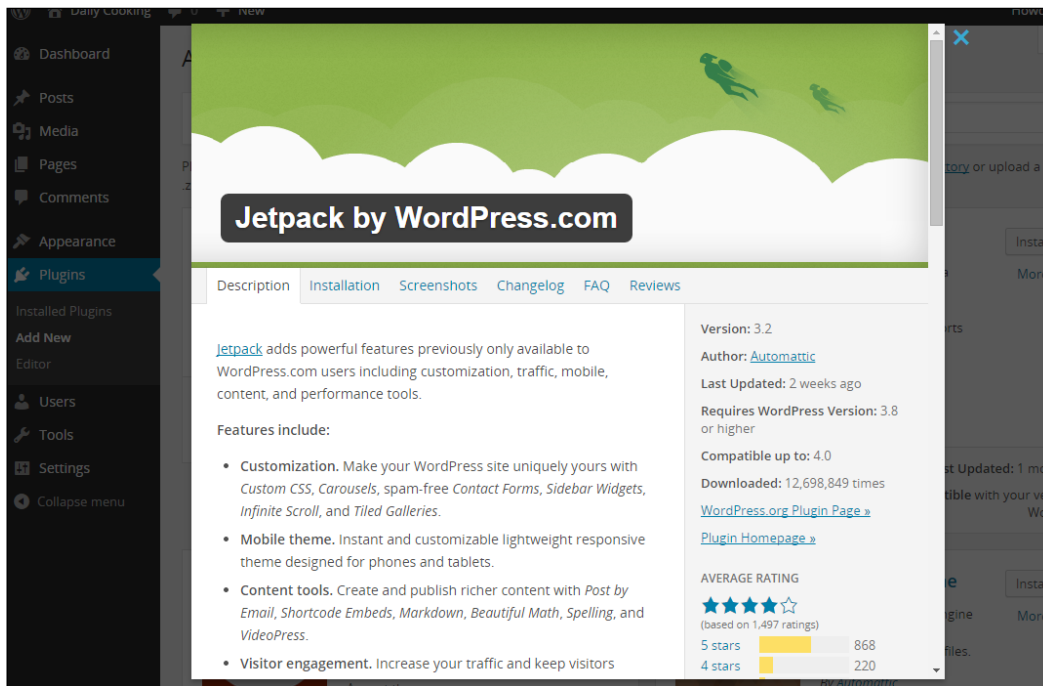 Daily Cooking 0 + New Howd
Dashboard
Posts
Media
Pages
Comments
Appearance
Plugins
Installed Plugins
Add New
Editor
Users
Tools
Settings
Collapse menu
Jetpack by WordPress.com
Description Installation Screenshots Changelog FAQ Reviews
Jetpack adds powerful features previously only available to
WordPress.com users including customization, traffic, mobile,
content, and performance tools.
Features include:
• Customization. Make your WordPress site uniquely yours with
Custom CSS, Carousels, spam-free Contact Forms, Sidebar Widgets,
Infinite Scroll, and Tiled Galleries.
• Mobile theme. Instant and customizable lightweight responsive
theme designed for phones and tablets.
• Content tools. Create and publish richer content with Post by
Email, Shortcode Embeds, Markdown, Beautiful Math, Spelling, and
VideoPress.
• Visitor engagement. Increase your traffic and keep visitors
Version: 3.2
Author: Automattic
Last Updated: 2 weeks ago
Requires WordPress Version: 3.8
or higher
Compatible up to: 4.0
Downloaded: 12,698,849 times
WordPress.org Plugin Page »
Plugin Homepage »
AVERAGE RATING
(based on 1,497 ratings)
5 stars 868
4 stars 220
By Automattic
tory or upload a
Insta
More
rts
st Updated: 1 mo
tible with your ve
Wo
e Insta
gine More
files.